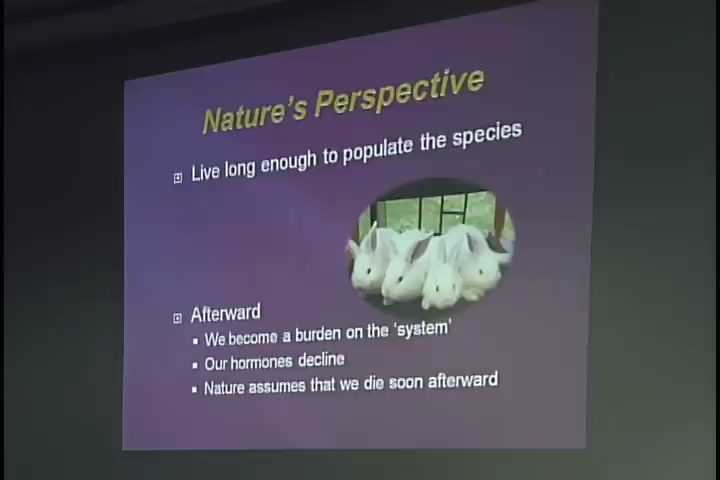 Nature's Perspective
Live long enough to populate the species
Afterward
We become a burden on the 'system'
Our hormones decline
Nature assumes that we die soon afterward